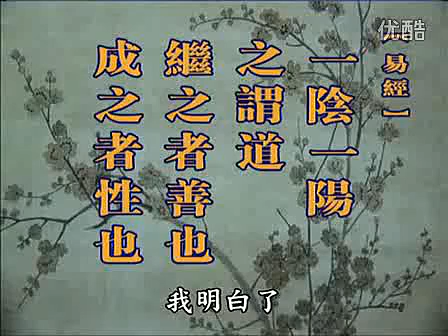 【易經】
一陰一陽
之謂道
繼之者善也
成之者性也
我明白了
优酷